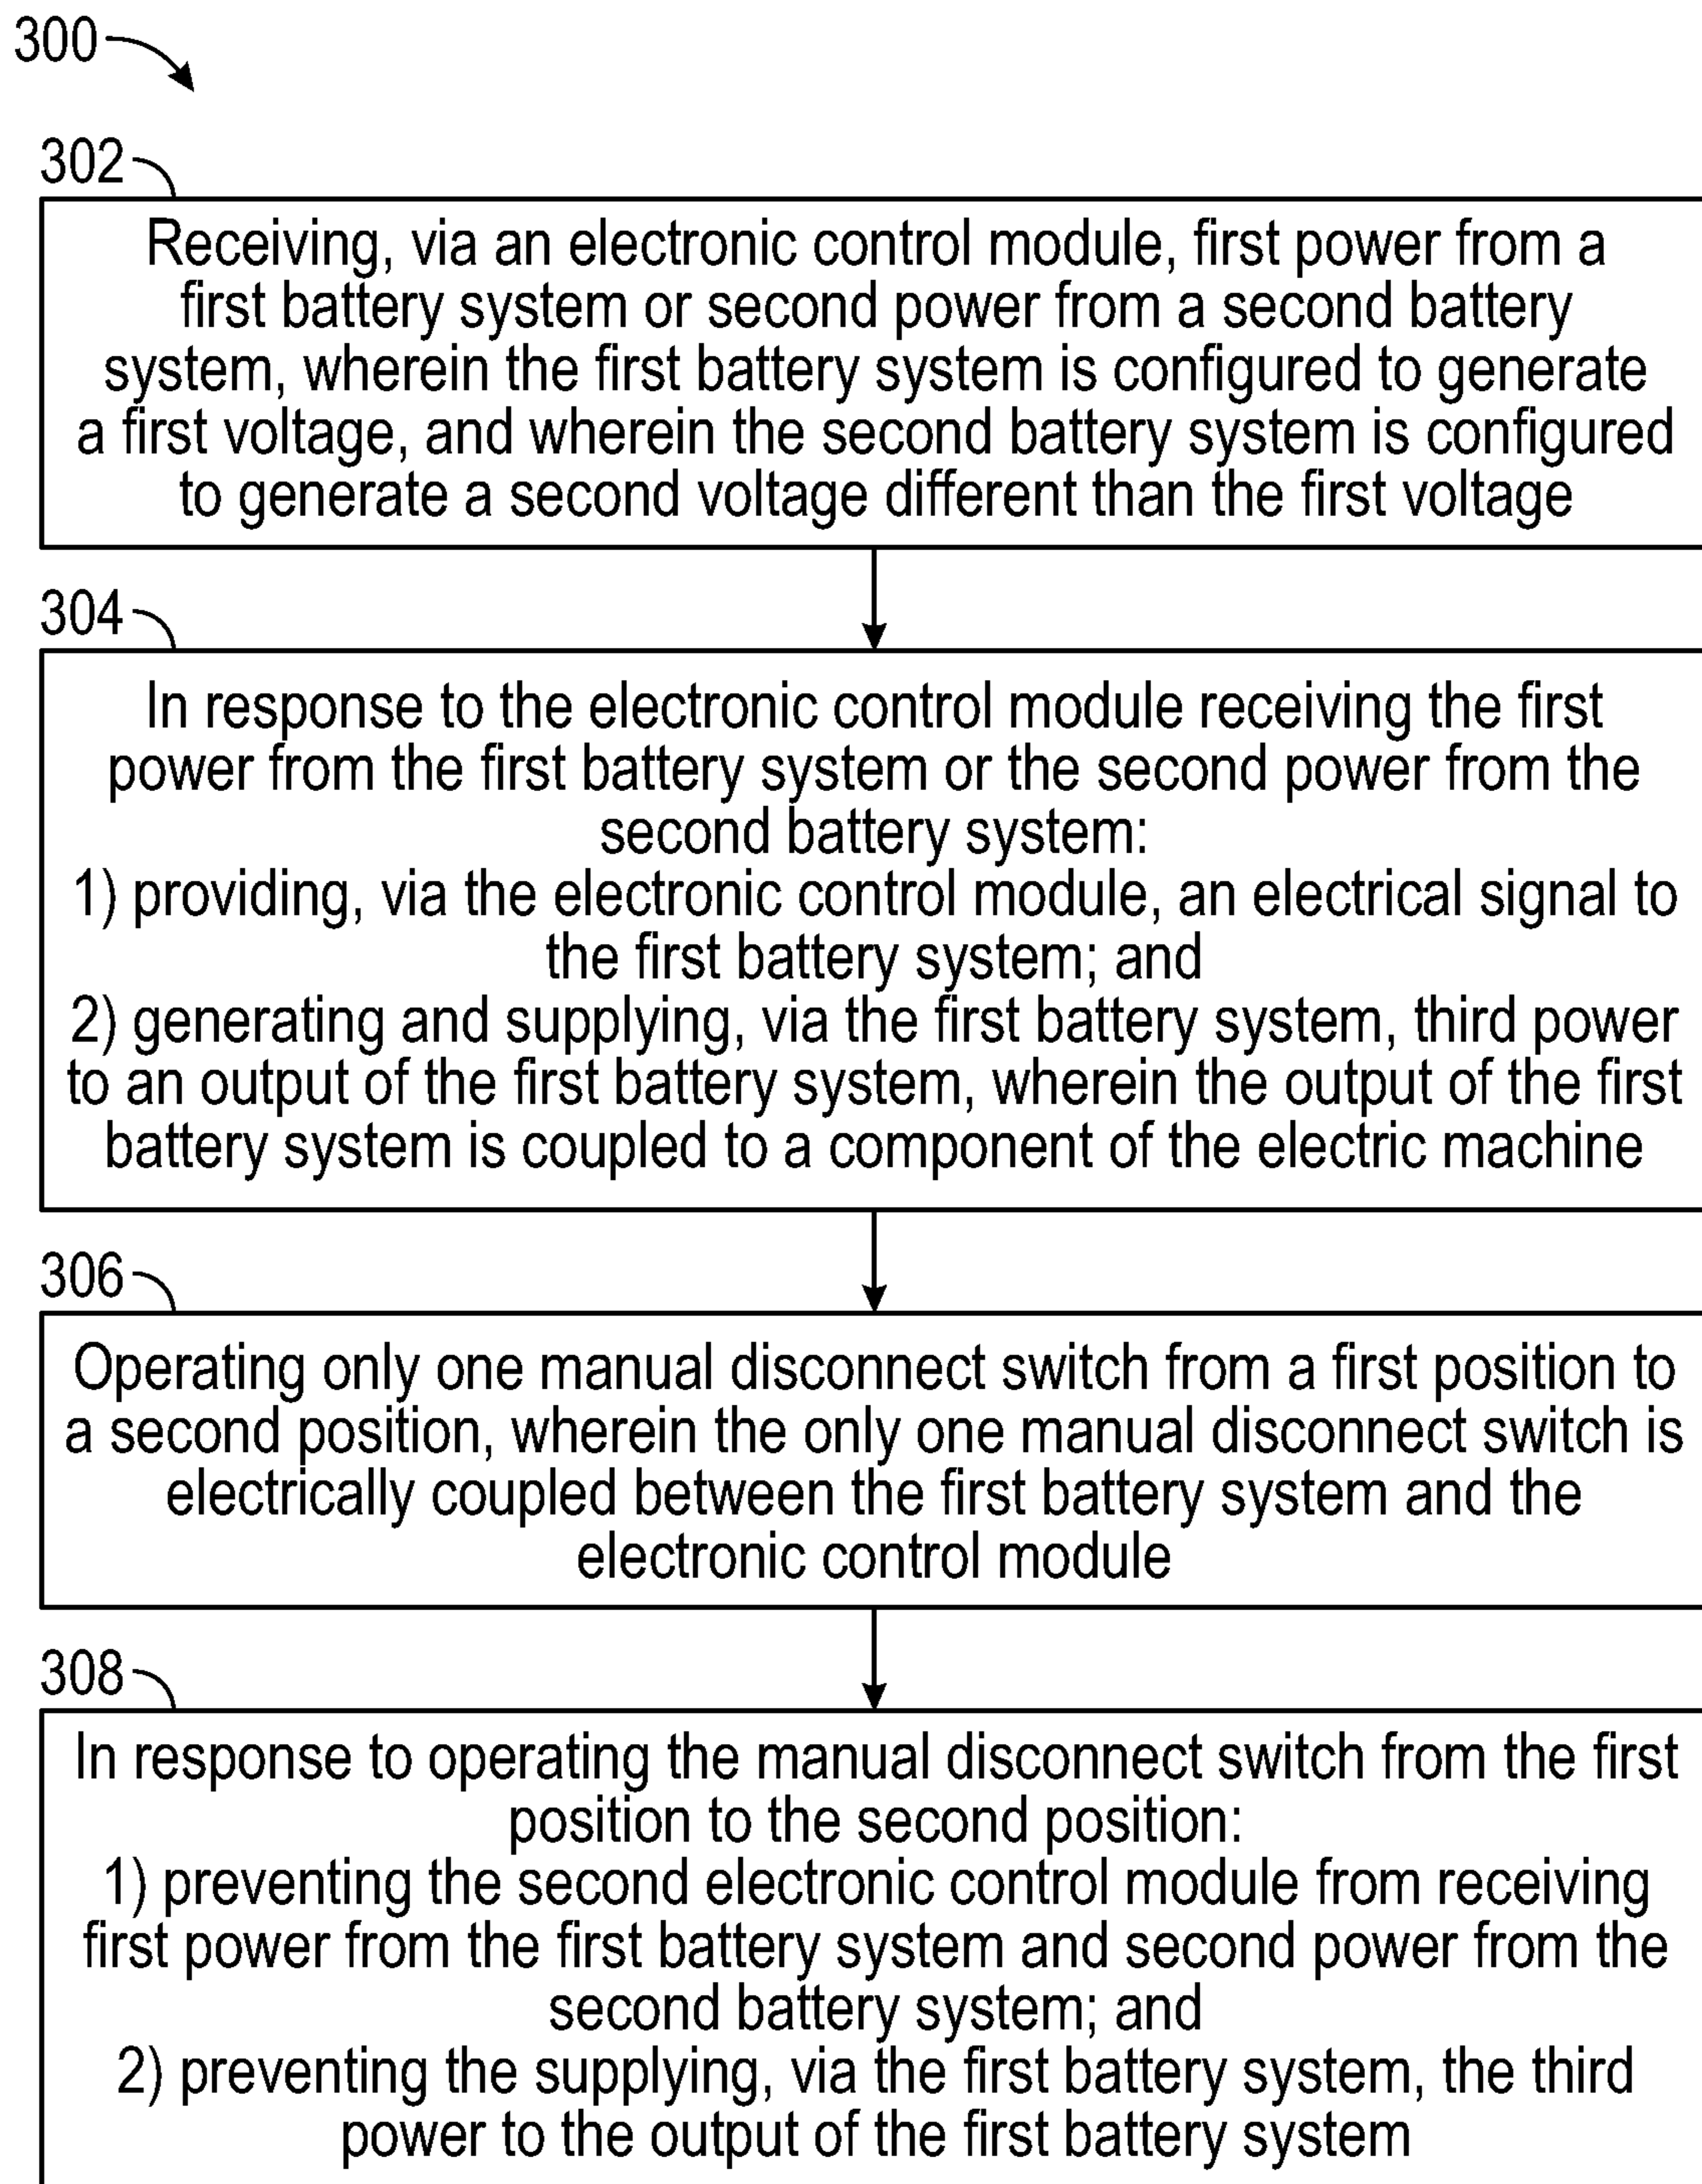 300
302
Receiving, via an electronic control module, first power from a
first battery system or second power from a second battery
system, wherein the first battery system is configured to generate
a first voltage, and wherein the second battery system is configured
to generate a second voltage different than the first voltage
304
In response to the electronic control module receiving the first
power from the first battery system or the second power from the
second battery system:
1) providing, via the electronic control module, an electrical signal to
the first battery system; and
2) generating and supplying, via the first battery system, third power
to an output of the first battery system, wherein the output of the first
battery system is coupled to a component of the electric machine
306
Operating only one manual disconnect switch from a first position to
a second position, wherein the only one manual disconnect switch is
electrically coupled between the first battery system and the
electronic control module
308
In response to operating the manual disconnect switch from the first
position to the second position:
1) preventing the second electronic control module from receiving
first power from the first battery system and second power from the
second battery system; and
2) preventing the supplying, via the first battery system, the third
power to the output of the first battery system